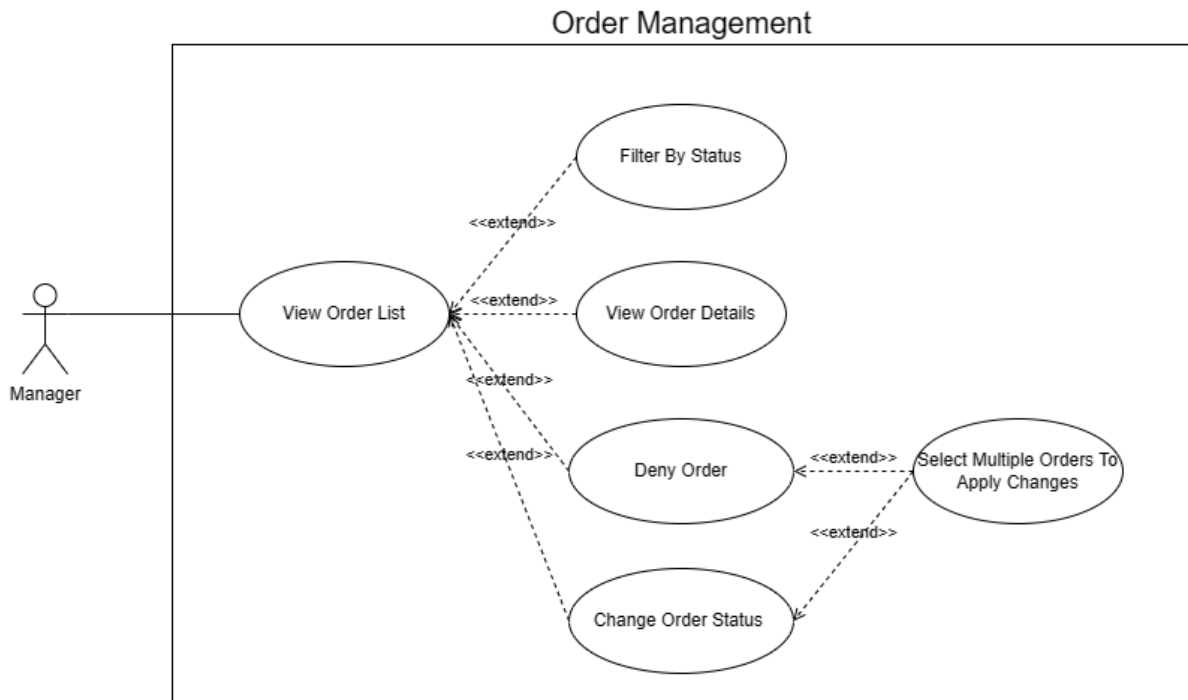 Order Management
Filter By Status
<<extend>>
View Order List
<<extend>>
View Order Details
Manager
<<extend>>
<<extend>>
Deny Order
<<extend>>
Select Multiple Orders To
Apply Changes
<<extend>>
Change Order Status